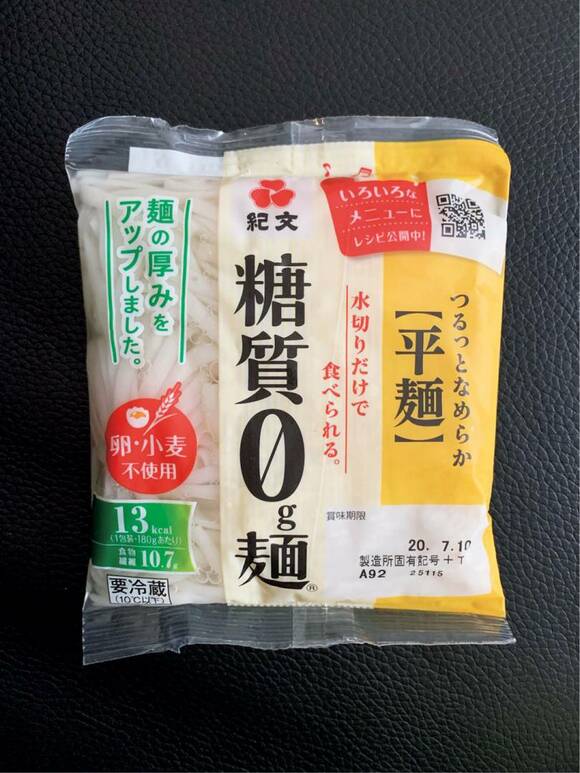 麺の厚みを
アップしました。
卵・小麦
不使用
13kcal
(1包装・180gあたり)
食物
繊維 10.7g
要冷蔵
(10℃以下)
紀文
糖質0g麺®
水切りだけで
食べられる。
いろいろな
メニューに
レシピ公開中!
つるっとなめらか
【平麺】
賞味期限
20. 7.10
製造所固有記号 +T
A92 25115